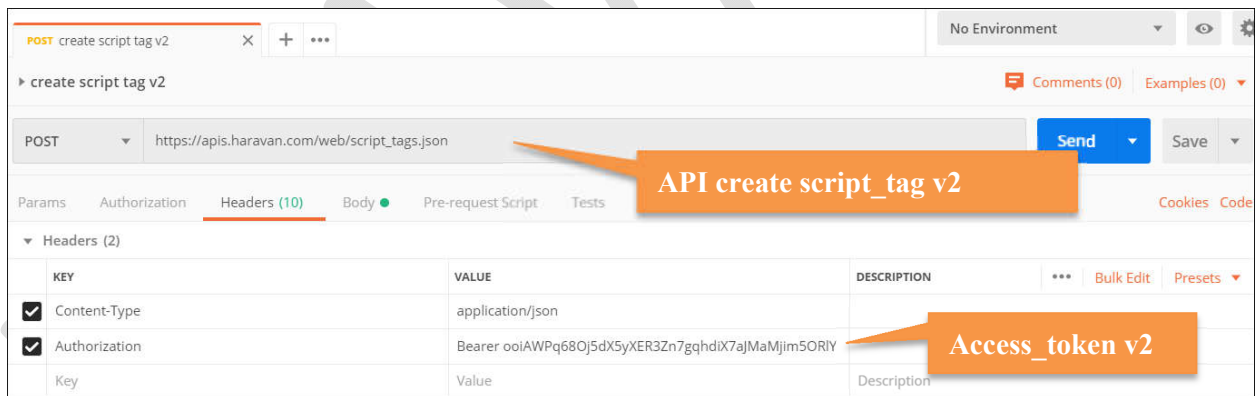 POST create script tag v2
No Environment
create script tag v2
Comments (0) Examples (0)
POST https://apis.haravan.com/web/script_tags.json Send Save
API create script_tag v2
Params Authorization Headers (10) Body Pre-request Script Tests Cookies Code
Headers (2)
KEY VALUE DESCRIPTION Bulk Edit Presets
Content-Type application/json
Authorization Bearer ooiAWPq68Oj5dX5yXER3Zn7gqhdiX7aJMaMjim5ORlY
Access_token v2
Key Value Description